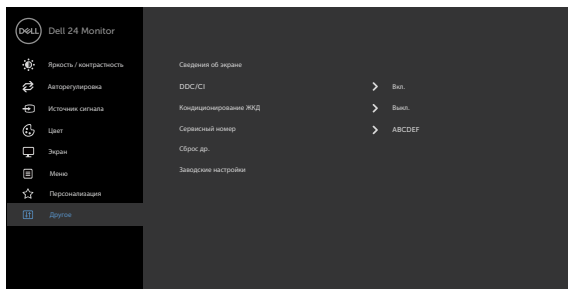 DELL Dell 24 Monitor
Яркость / контрастность
Сведения об экране
Авторегулировка
DDC/CI
Вкл.
Источник сигнала
Кондиционирование ЖКД
Выкл.
Цвет
Сервисный номер
ABCDEF
Экран
Сброс др.
Меню
Заводские настройки
Персонализация
Другое